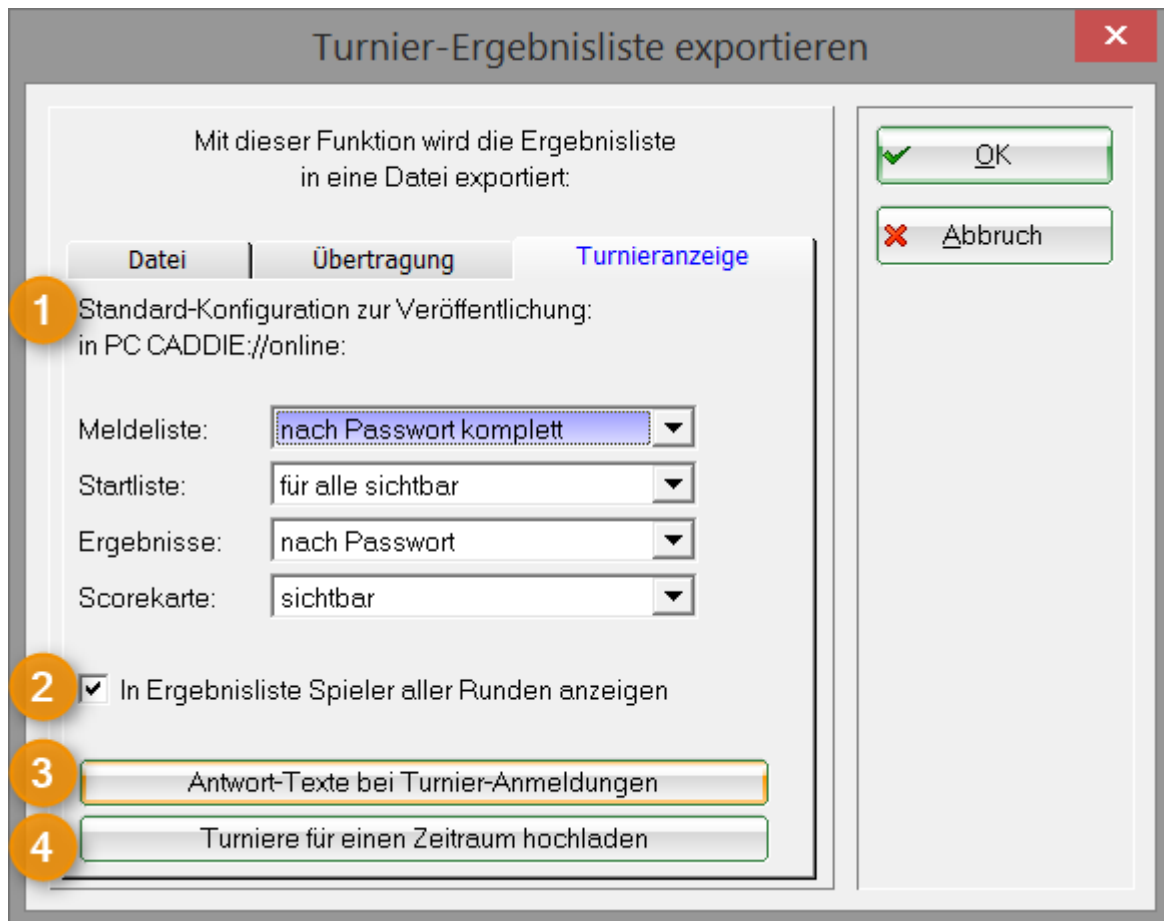 Turnier-Ergebnisliste exportieren
Mit dieser Funktion wird die Ergebnisliste
in eine Datei exportiert:
OK
Abbruch
Datei Übertragung Turnieranzeige
1 Standard-Konfiguration zur Veröffentlichung:
in PC CADDIE://online:
Meldeliste: nach Passwort komplett
Startliste: für alle sichtbar
Ergebnisse: nach Passwort
Scorekarte: sichtbar
2 In Ergebnisliste Spieler aller Runden anzeigen
3 Antwort-Texte bei Turnier-Anmeldungen
4 Turniere für einen Zeitraum hochladen